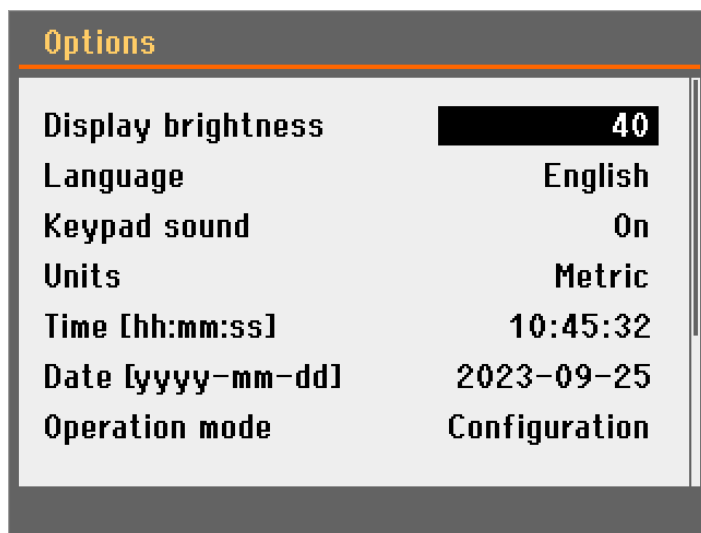 Options
Display brightness 40
Language English
Keypad sound On
Units Metric
Time [hh:mm:ss] 10:45:32
Date [yyyy-mm-dd] 2023-09-25
Operation mode Configuration